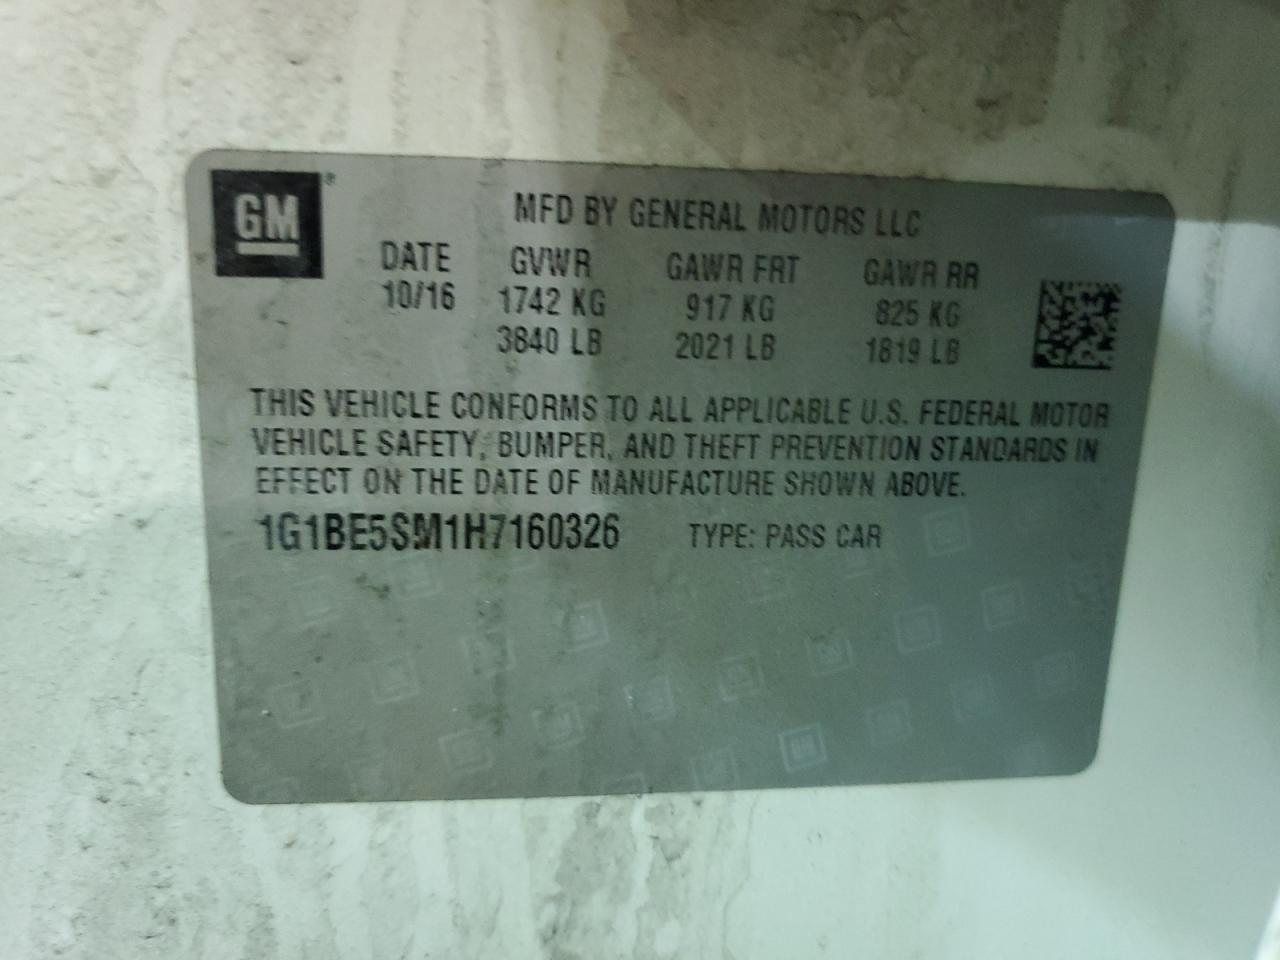 GM®
MFD BY GENERAL MOTORS LLC
DATE GVWR GAWR FRT GAWR RR
10/16 1742 KG 917 KG 825 KG
3840 LB 2021 LB 1819 LB
THIS VEHICLE CONFORMS TO ALL APPLICABLE U.S. FEDERAL MOTOR
VEHICLE SAFETY, BUMPER, AND THEFT PREVENTION STANDARDS IN
EFFECT ON THE DATE OF MANUFACTURE SHOWN ABOVE.
1G1BE5SM1H7160326 TYPE: PASS CAR